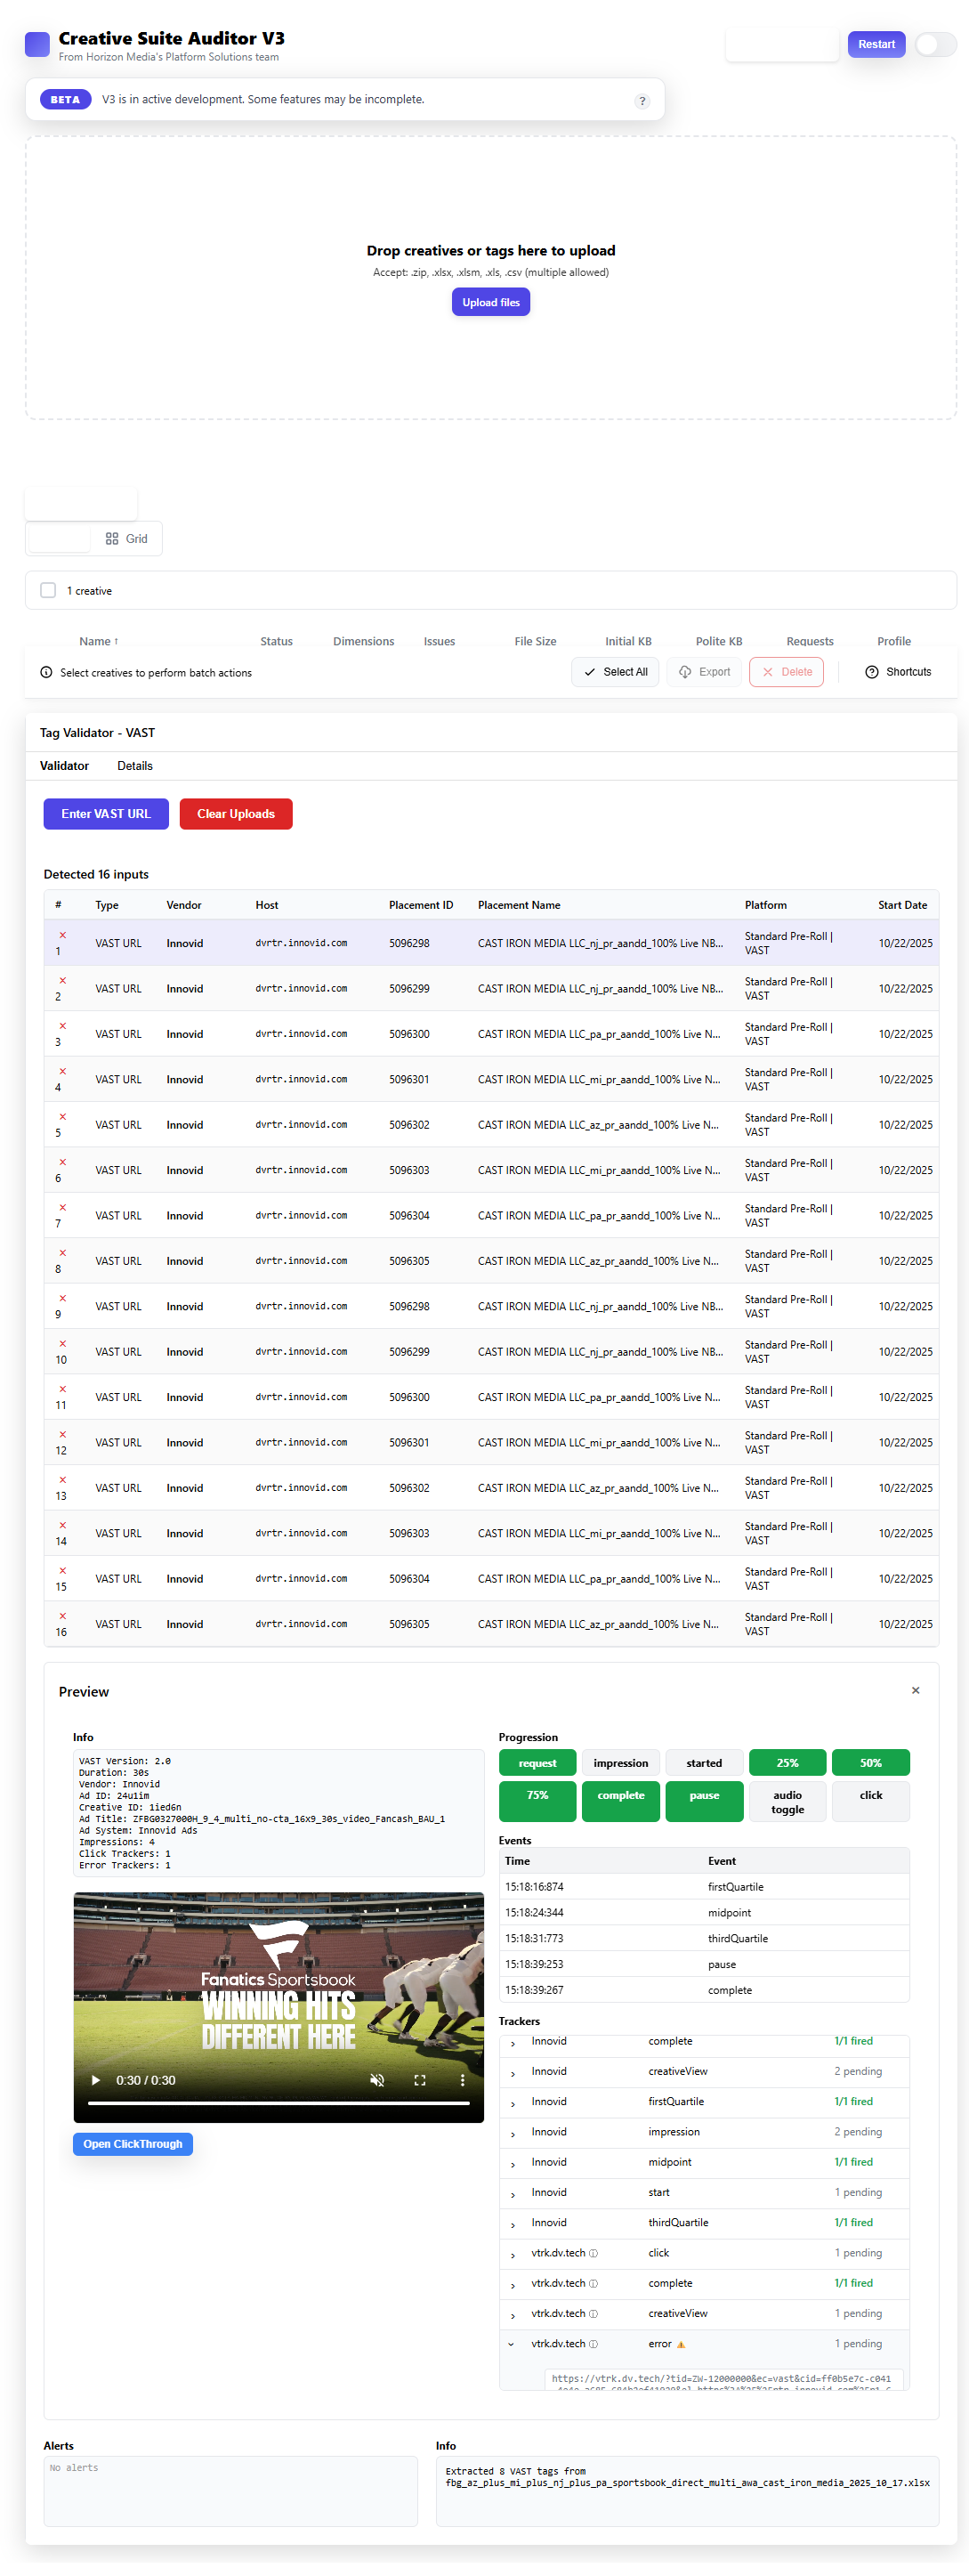 Creative Suite Auditor V3
From Horizon Media's Platform Solutions team
Restart
BETA
V3 is in active development. Some features may be incomplete.
?
Drop creatives or tags here to upload
Accept: .zip, .xlsx, .xlsm, .xls, .csv (multiple allowed)
Upload files
Grid
1 creative
Name ↑ Status Dimensions Issues File Size Initial KB Polite KB Requests Profile
Select creatives to perform batch actions
Select All Export Delete Shortcuts
Tag Validator - VAST
Validator Details
Enter VAST URL Clear Uploads
Detected 16 inputs
# Type Vendor Host Placement ID Placement Name Platform Start Date
× 1 VAST URL Innovid dvrtr.innovid.com 5096298 CAST IRON MEDIA LLC_nj_pr_aandd_100% Live NB... Standard Pre-Roll | VAST 10/22/2025
× 2 VAST URL Innovid dvrtr.innovid.com 5096299 CAST IRON MEDIA LLC_nj_pr_aandd_100% Live NB... Standard Pre-Roll | VAST 10/22/2025
× 3 VAST URL Innovid dvrtr.innovid.com 5096300 CAST IRON MEDIA LLC_pa_pr_aandd_100% Live N... Standard Pre-Roll | VAST 10/22/2025
× 4 VAST URL Innovid dvrtr.innovid.com 5096301 CAST IRON MEDIA LLC_mi_pr_aandd_100% Live N... Standard Pre-Roll | VAST 10/22/2025
× 5 VAST URL Innovid dvrtr.innovid.com 5096302 CAST IRON MEDIA LLC_az_pr_aandd_100% Live N... Standard Pre-Roll | VAST 10/22/2025
× 6 VAST URL Innovid dvrtr.innovid.com 5096303 CAST IRON MEDIA LLC_mi_pr_aandd_100% Live N... Standard Pre-Roll | VAST 10/22/2025
× 7 VAST URL Innovid dvrtr.innovid.com 5096304 CAST IRON MEDIA LLC_pa_pr_aandd_100% Live N... Standard Pre-Roll | VAST 10/22/2025
× 8 VAST URL Innovid dvrtr.innovid.com 5096305 CAST IRON MEDIA LLC_az_pr_aandd_100% Live N... Standard Pre-Roll | VAST 10/22/2025
× 9 VAST URL Innovid dvrtr.innovid.com 5096298 CAST IRON MEDIA LLC_nj_pr_aandd_100% Live NB... Standard Pre-Roll | VAST 10/22/2025
× 10 VAST URL Innovid dvrtr.innovid.com 5096299 CAST IRON MEDIA LLC_nj_pr_aandd_100% Live NB... Standard Pre-Roll | VAST 10/22/2025
× 11 VAST URL Innovid dvrtr.innovid.com 5096300 CAST IRON MEDIA LLC_pa_pr_aandd_100% Live N... Standard Pre-Roll | VAST 10/22/2025
× 12 VAST URL Innovid dvrtr.innovid.com 5096301 CAST IRON MEDIA LLC_mi_pr_aandd_100% Live N... Standard Pre-Roll | VAST 10/22/2025
× 13 VAST URL Innovid dvrtr.innovid.com 5096302 CAST IRON MEDIA LLC_az_pr_aandd_100% Live N... Standard Pre-Roll | VAST 10/22/2025
× 14 VAST URL Innovid dvrtr.innovid.com 5096303 CAST IRON MEDIA LLC_mi_pr_aandd_100% Live N... Standard Pre-Roll | VAST 10/22/2025
× 15 VAST URL Innovid dvrtr.innovid.com 5096304 CAST IRON MEDIA LLC_pa_pr_aandd_100% Live N... Standard Pre-Roll | VAST 10/22/2025
× 16 VAST URL Innovid dvrtr.innovid.com 5096305 CAST IRON MEDIA LLC_az_pr_aandd_100% Live N... Standard Pre-Roll | VAST 10/22/2025
Preview ×
Info
VAST Version: 2.0
Duration: 30s
Vendor: Innovid
Ad ID: 24u1im
Creative ID: 1ied6n
Ad Title: ZFBG0327000H_9_4_multi_no-cta_16x9_30s_video_Fancash_BAU_1
Ad System: Innovid Ads
Impressions: 4
Click Trackers: 1
Error Trackers: 1
Fanatics Sportsbook
WINNING HITS
DIFFERENT HERE
0:30 / 0:30
Open ClickThrough
Progression
request impression started 25% 50%
75% complete pause audio toggle click
Events
Time Event
15:18:16:874 firstQuartile
15:18:24:344 midpoint
15:18:31:773 thirdQuartile
15:18:39:253 pause
15:18:39:267 complete
Trackers
› Innovid complete 1/1 fired
› Innovid creativeView 2 pending
› Innovid firstQuartile 1/1 fired
› Innovid impression 2 pending
› Innovid midpoint 1/1 fired
› Innovid start 1 pending
› Innovid thirdQuartile 1/1 fired
› vtrk.dv.tech ⓘ click 1 pending
› vtrk.dv.tech ⓘ complete 1/1 fired
› vtrk.dv.tech ⓘ creativeView 1 pending
⌄ vtrk.dv.tech ⓘ error ⚠ 1 pending
https://vtrk.dv.tech/?tid=ZW-12000000&ec=vast&cid=ff0b5e7c-c041
Alerts
No alerts
Info
Extracted 8 VAST tags from
fbg_az_plus_mi_plus_nj_plus_pa_sportsbook_direct_multi_awa_cast_iron_media_2025_10_17.xlsx